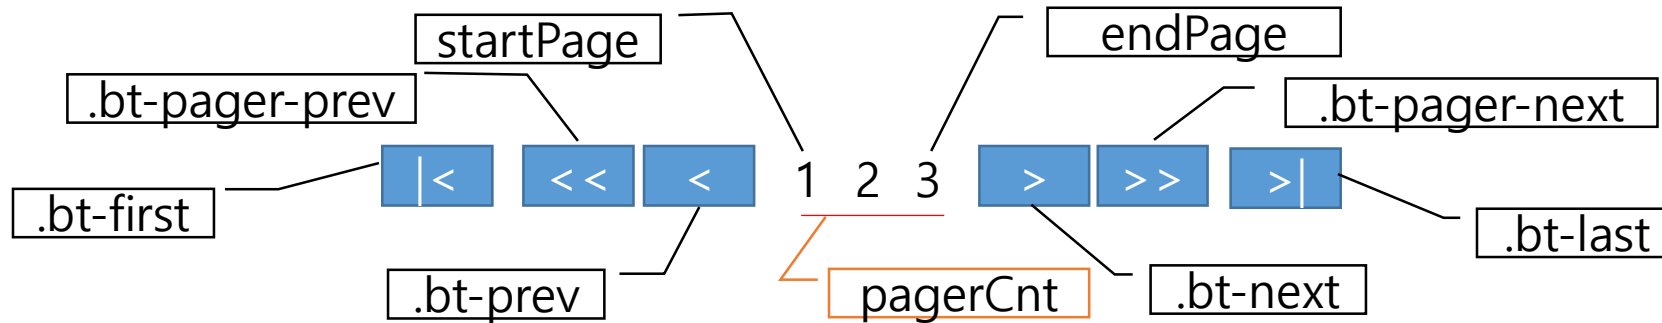 startPage
endPage
.bt-pager-prev
.bt-pager-next
|< << < 1 2 3 > >> >|
.bt-first
.bt-last
.bt-prev
pagerCnt
.bt-next